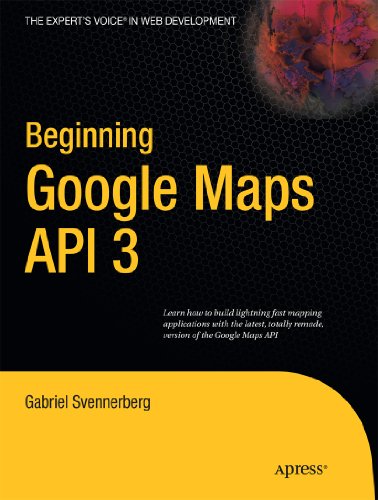 THE EXPERT'S VOICE® IN WEB DEVELOPMENT
Beginning
Google Maps
API 3
Learn how to build lightning fast mapping
applications with the latest, totally remade,
version of the Google Maps API
Gabriel Svennerberg
Apress®